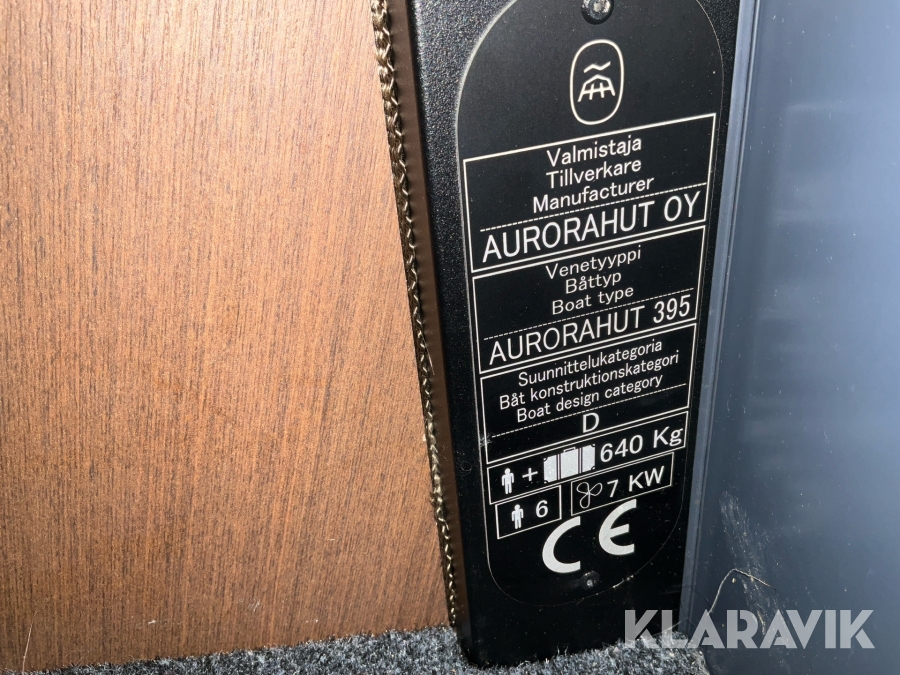 Valmistaja
Tillverkare
Manufacturer
AURORAHUT OY
Venetyyppi
Båttyp
Boat type
AURORAHUT 395
Suunnittelukategoria
Båt konstruktionskategori
Boat design category
D
+ 640 Kg
6 7 KW
CE
KLARAVIK